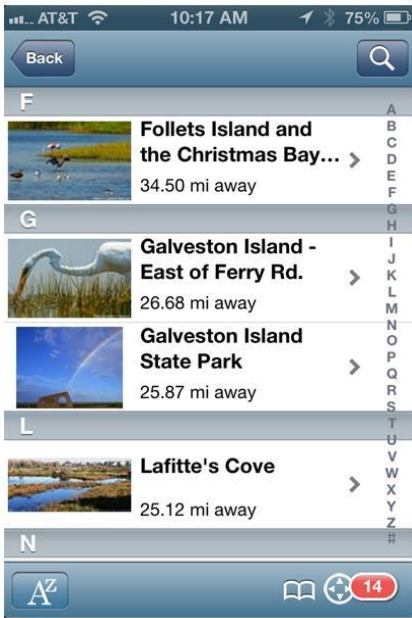 AT&T 10:17 AM 75%
Back
F
Follets Island and
the Christmas Bay...
34.50 mi away
G
Galveston Island -
East of Ferry Rd.
26.68 mi away
Galveston Island
State Park
25.87 mi away
L
Lafitte's Cove
25.12 mi away
N
A
B
C
D
E
F
G
H
I
J
K
L
M
N
O
P
Q
R
S
T
U
V
W
X
Y
Z
#
AZ
14